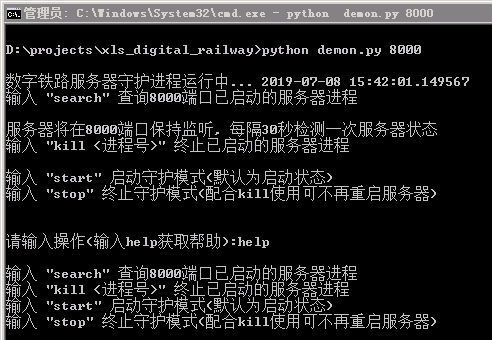 管理员: C:\Windows\System32\cmd.exe - python  demon.py 8000
D:\projects\xls_digital_railway>python demon.py 8000
数字铁路服务器守护进程运行中... 2019-07-08 15:42:01.149567
输入 "search" 查询8000端口已启动的服务器进程
服务器将在8000端口保持监听, 每隔30秒检测一次服务器状态
输入 "kill <进程号>" 终止已启动的服务器进程
输入 "start" 启动守护模式(默认为启动状态)
输入 "stop" 终止守护模式(配合kill使用可不再重启服务器)
请输入操作(输入help获取帮助):help
输入 "search" 查询8000端口已启动的服务器进程
输入 "kill <进程号>" 终止已启动的服务器进程
输入 "start" 启动守护模式(默认为启动状态)
输入 "stop" 终止守护模式(配合kill使用可不再重启服务器)